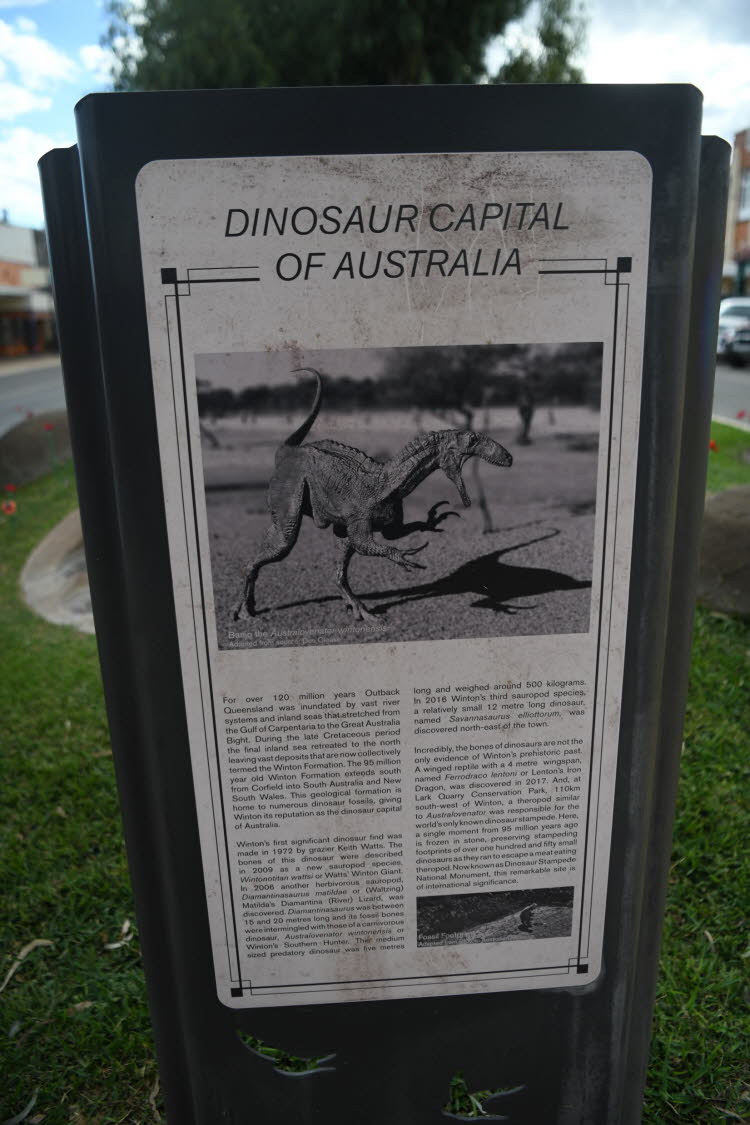 DINOSAUR CAPITAL
OF AUSTRALIA
Banjo the Australovenator wintonensis
Adapted from source:
For over 120 million years Outback
Queensland was inundated by vast river
systems and inland seas that stretched from
the Gulf of Carpentaria to the Great Australia
Bight. During the late Cretaceous period
the final inland sea retreated to the north
leaving vast deposits that are now collectively
termed the Winton Formation. The 95 million
year old Winton Formation extends south
from Corfield into South Australia and New
South Wales. This geological formation is
home to numerous dinosaur fossils, giving
Winton its reputation as the dinosaur capital
of Australia.
Winton's first significant dinosaur find was
made in 1972 by grazier Keith Watts. The
bones of this dinosaur were described
in 2009 as a new sauropod species,
Wintonotitan wattsi or Watts' Winton Giant.
In 2006 another herbivorous sauropod,
Diamantinasaurus matildae or (Waltzing)
Matilda's Diamantina (River) Lizard, was
discovered. Diamantinasaurus was between
15 and 20 metres long and its fossil bones
were intermingled with those of a carnivorous
dinosaur, Australovenator wintonensis or
Winton's Southern Hunter. This medium
sized predatory dinosaur was five metres
long and weighed around 500 kilograms.
In 2016 Winton's third sauropod species,
a relatively small 12 metre long dinosaur,
named Savannasaurus elliottorum, was
discovered north-east of the town.
Incredibly, the bones of dinosaurs are not the
only evidence of Winton's prehistoric past.
A winged reptile with a 4 metre wingspan,
named Ferrodraco lentoni or Lenton's Iron
Dragon, was discovered in 2017. And, at
Lark Quarry Conservation Park, 110km
south-west of Winton, a theropod similar
to Australovenator was responsible for the
world's only known dinosaur stampede. Here,
a single moment from 95 million years ago
is frozen in stone, preserving stampeding
footprints of over one hundred and fifty small
dinosaurs as they ran to escape a meat eating
theropod. Now known as Dinosaur Stampede
National Monument, this remarkable site is
of international significance.
Fossil
Adapted from